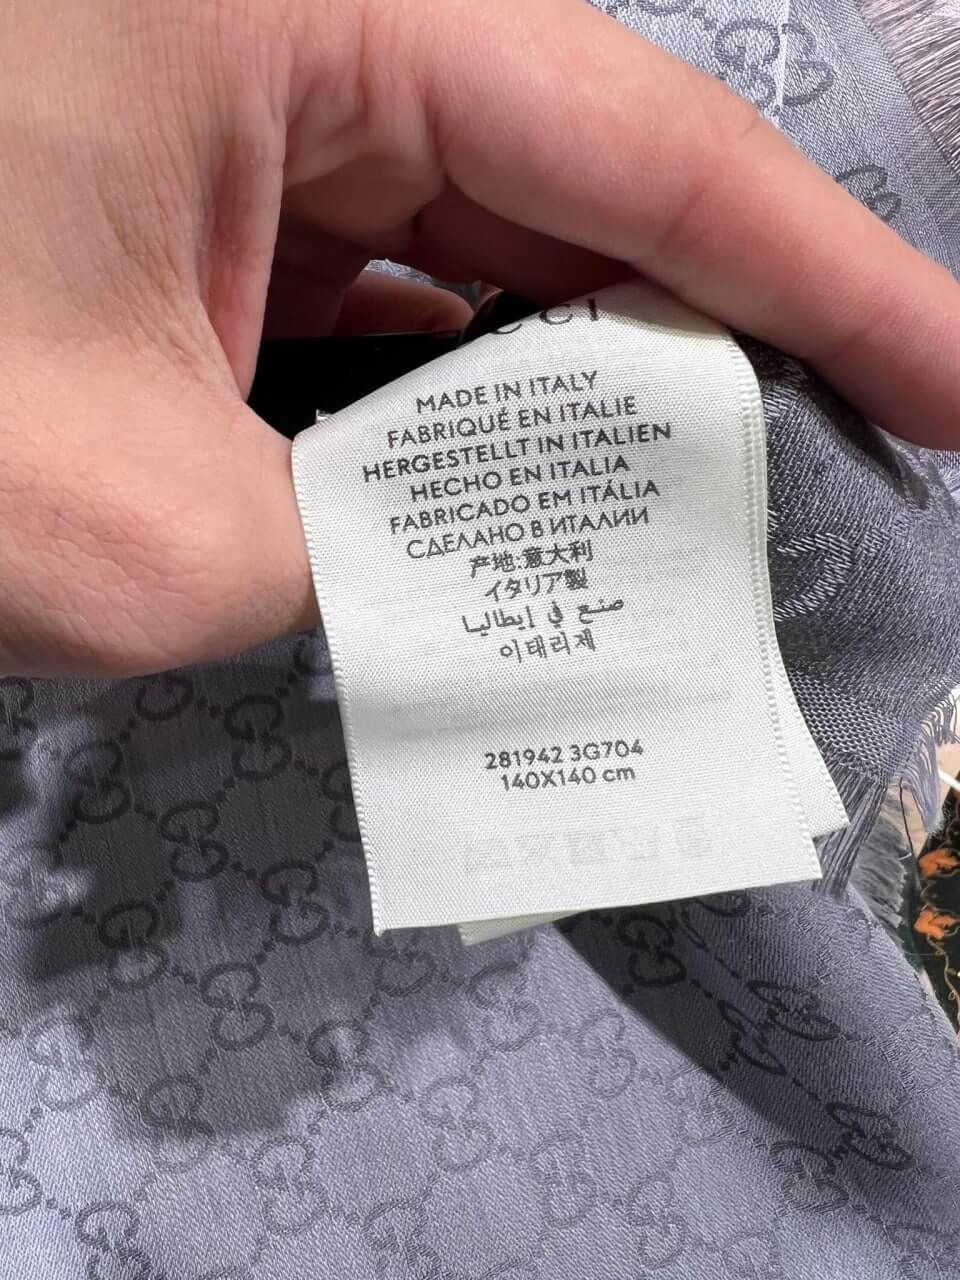 CCI
MADE IN ITALY
FABRIQUÉ EN ITALIE
HERGESTELLT IN ITALIEN
HECHO EN ITALIA
FABRICADO EM ITÁLIA
СДЕЛАНО В ИТАЛИИ
产地:意大利
イタリア製
صنع في إيطاليا
이태리제
281942 3G704
140X140 cm